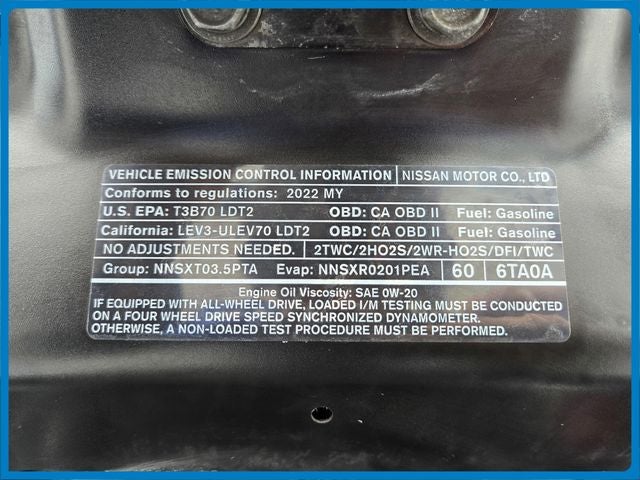 VEHICLE EMISSION CONTROL INFORMATION NISSAN MOTOR CO., LTD
Conforms to regulations: 2022 MY
U.S. EPA: T3B70 LDT2 OBD: CA OBD II Fuel: Gasoline
California: LEV3-ULEV70 LDT2 OBD: CA OBD II Fuel: Gasoline
NO ADJUSTMENTS NEEDED. 2TWC/2HO2S/2WR-HO2S/DFI/TWC
Group: NNSXT03.5PTA Evap: NNSXR0201PEA 60 6TA0A
Engine Oil Viscosity: SAE 0W-20
IF EQUIPPED WITH ALL-WHEEL DRIVE, LOADED I/M TESTING MUST BE CONDUCTED
ON A FOUR WHEEL DRIVE SPEED SYNCHRONIZED DYNAMOMETER.
OTHERWISE, A NON-LOADED TEST PROCEDURE MUST BE PERFORMED.